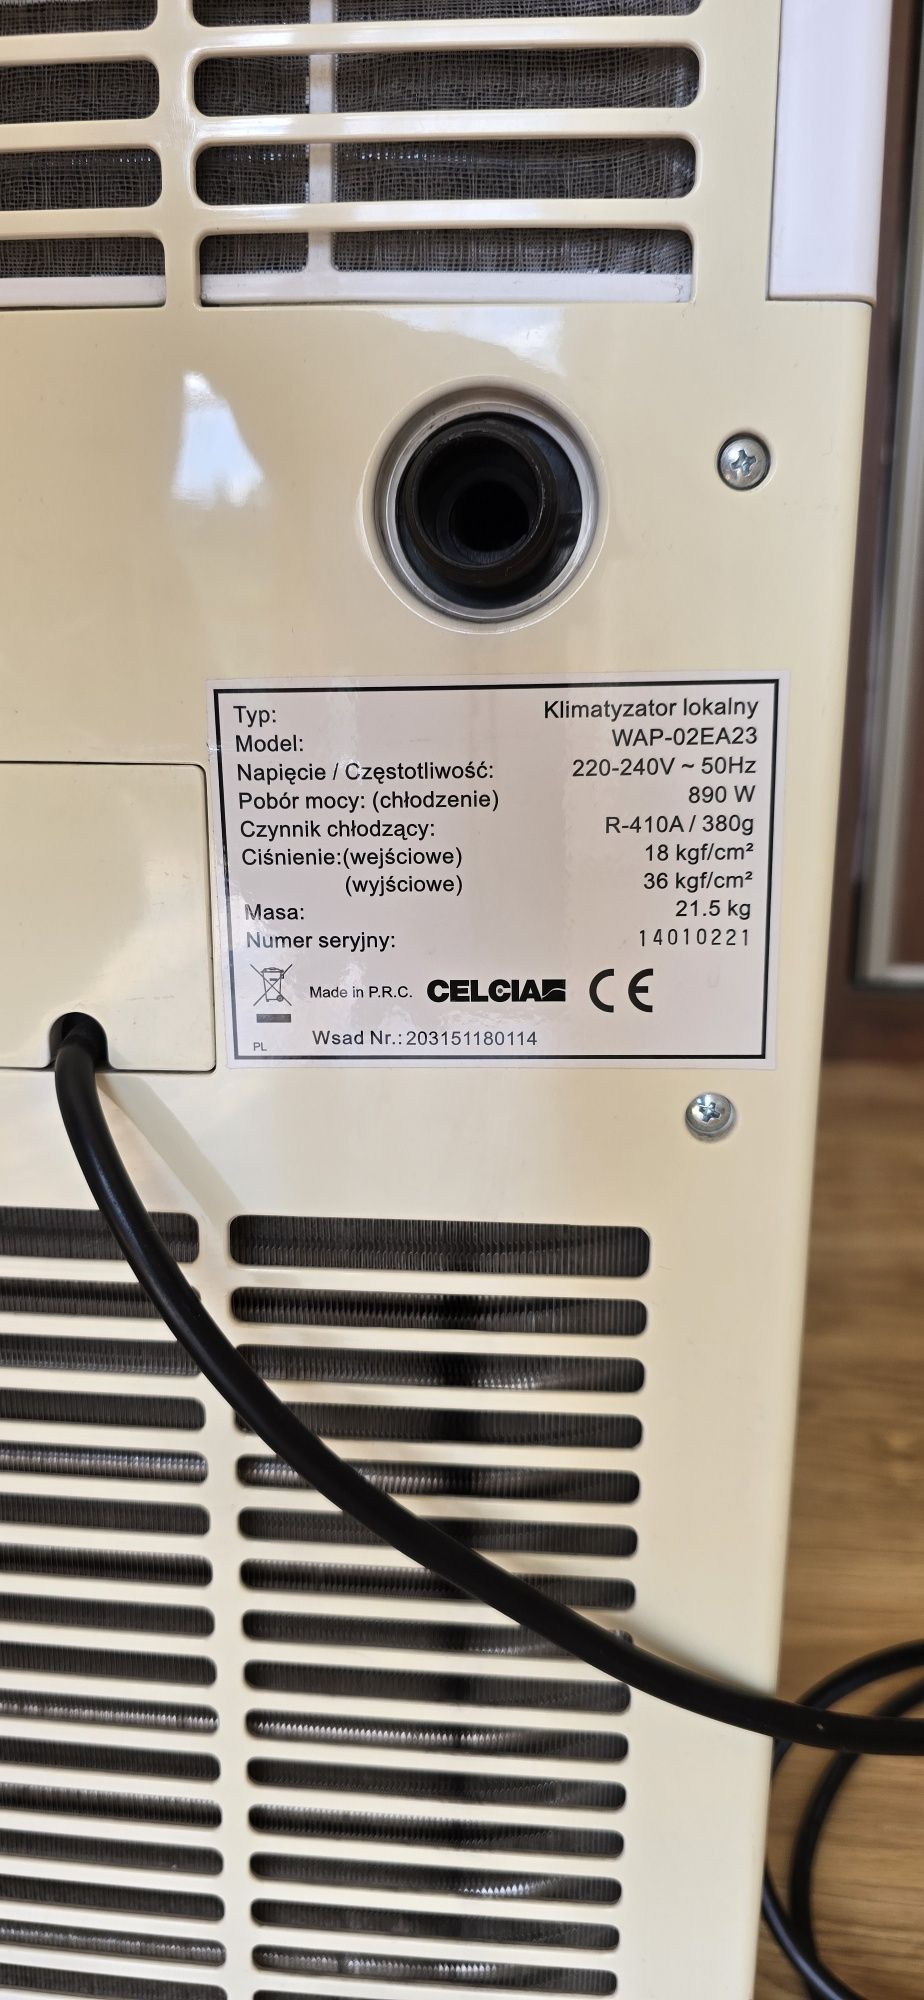 Typ: Klimatyzator lokalny
Model: WAP-02EA23
Napięcie / Częstotliwość: 220-240V ~ 50Hz
Pobór mocy: (chłodzenie) 890 W
Czynnik chłodzący: R-410A / 380g
Ciśnienie:(wejściowe) 18 kgf/cm²
(wyjściowe) 36 kgf/cm²
Masa: 21.5 kg
Numer seryjny: 14010221
Made in P.R.C. CELCIA CE
PL Wsad Nr.: 203151180114